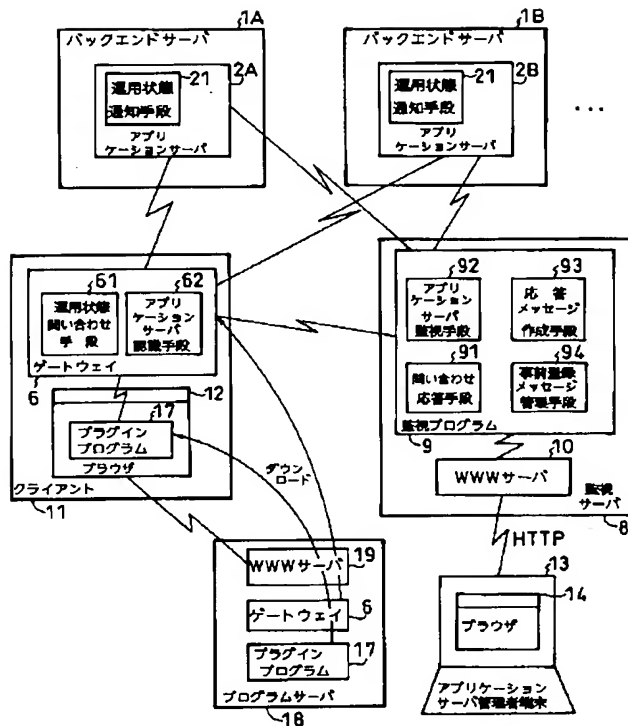 1A
バックエンドサーバ
21
2A
運用状態
通知手段
アプリ
ケーションサーバ
1B
バックエンドサーバ
21
2B
運用状態
通知手段
アプリ
ケーションサーバ
...
61
62
運用状態
問い合わせ
手段
アプリ
ケーション
サーバ
認識手段
ゲートウェイ
6
12
17
プラグイン
プログラム
ブラウザ
クライアント
11
ダウン
ロード
92
93
アプリ
ケーション
サーバ
監視手段
応答
メッセージ
作成手段
91
94
問い合わせ
応答手段
事前登録
メッセージ
管理手段
監視プログラム
9
10
WWWサーバ
監視
サーバ
8
HTTP
13
14
ブラウザ
アプリケーション
サーバ管理者端末
WWWサーバ
19
ゲートウェイ
6
プラグイン
プログラム
17
プログラムサーバ
18